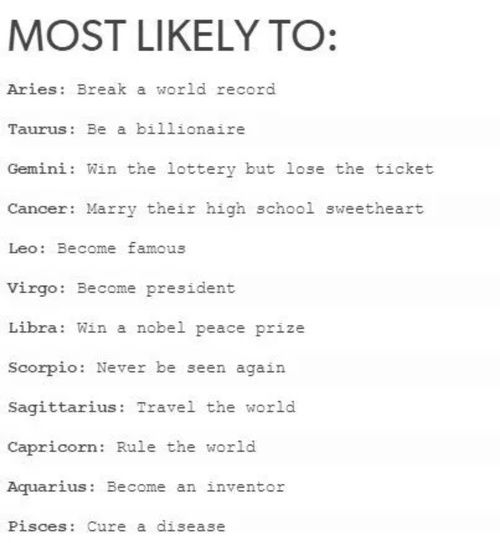 MOST LIKELY TO:
Aries: Break a world record
Taurus: Be a billionaire
Gemini: Win the lottery but lose the ticket
Cancer: Marry their high school sweetheart
Leo: Become famous
Virgo: Become president
Libra: Win a nobel peace prize
Scorpio: Never be seen again
Sagittarius: Travel the world
Capricorn: Rule the world
Aquarius: Become an inventor
Pisces: Cure a disease